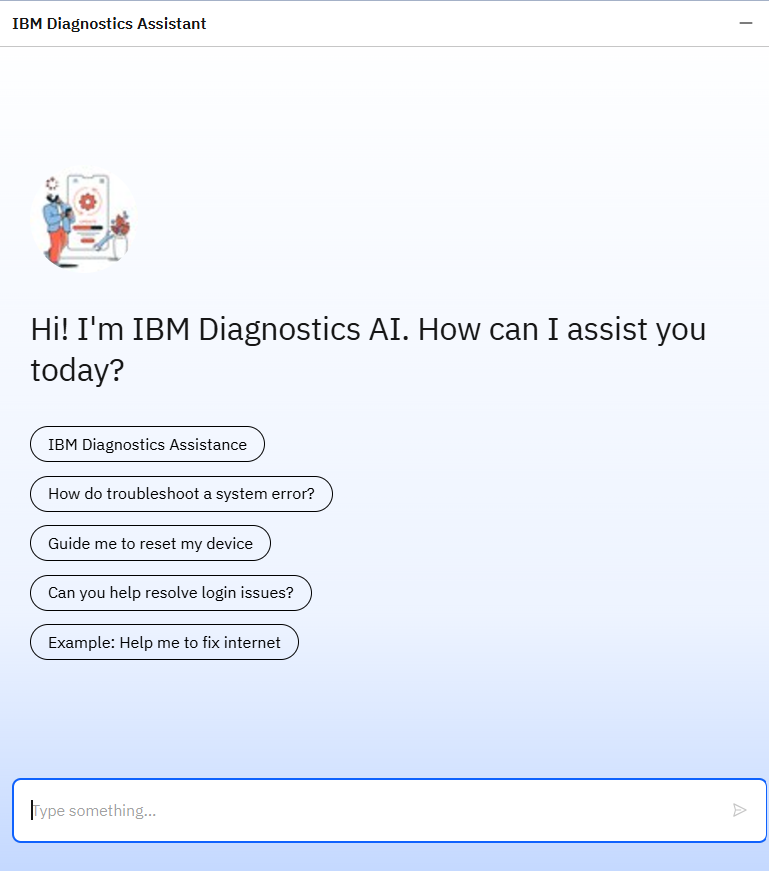 IBM Diagnostics Assistant
Hi! I'm IBM Diagnostics AI. How can I assist you
today?
IBM Diagnostics Assistance
How do troubleshoot a system error?
Guide me to reset my device
Can you help resolve login issues?
Example: Help me to fix internet
Type something...